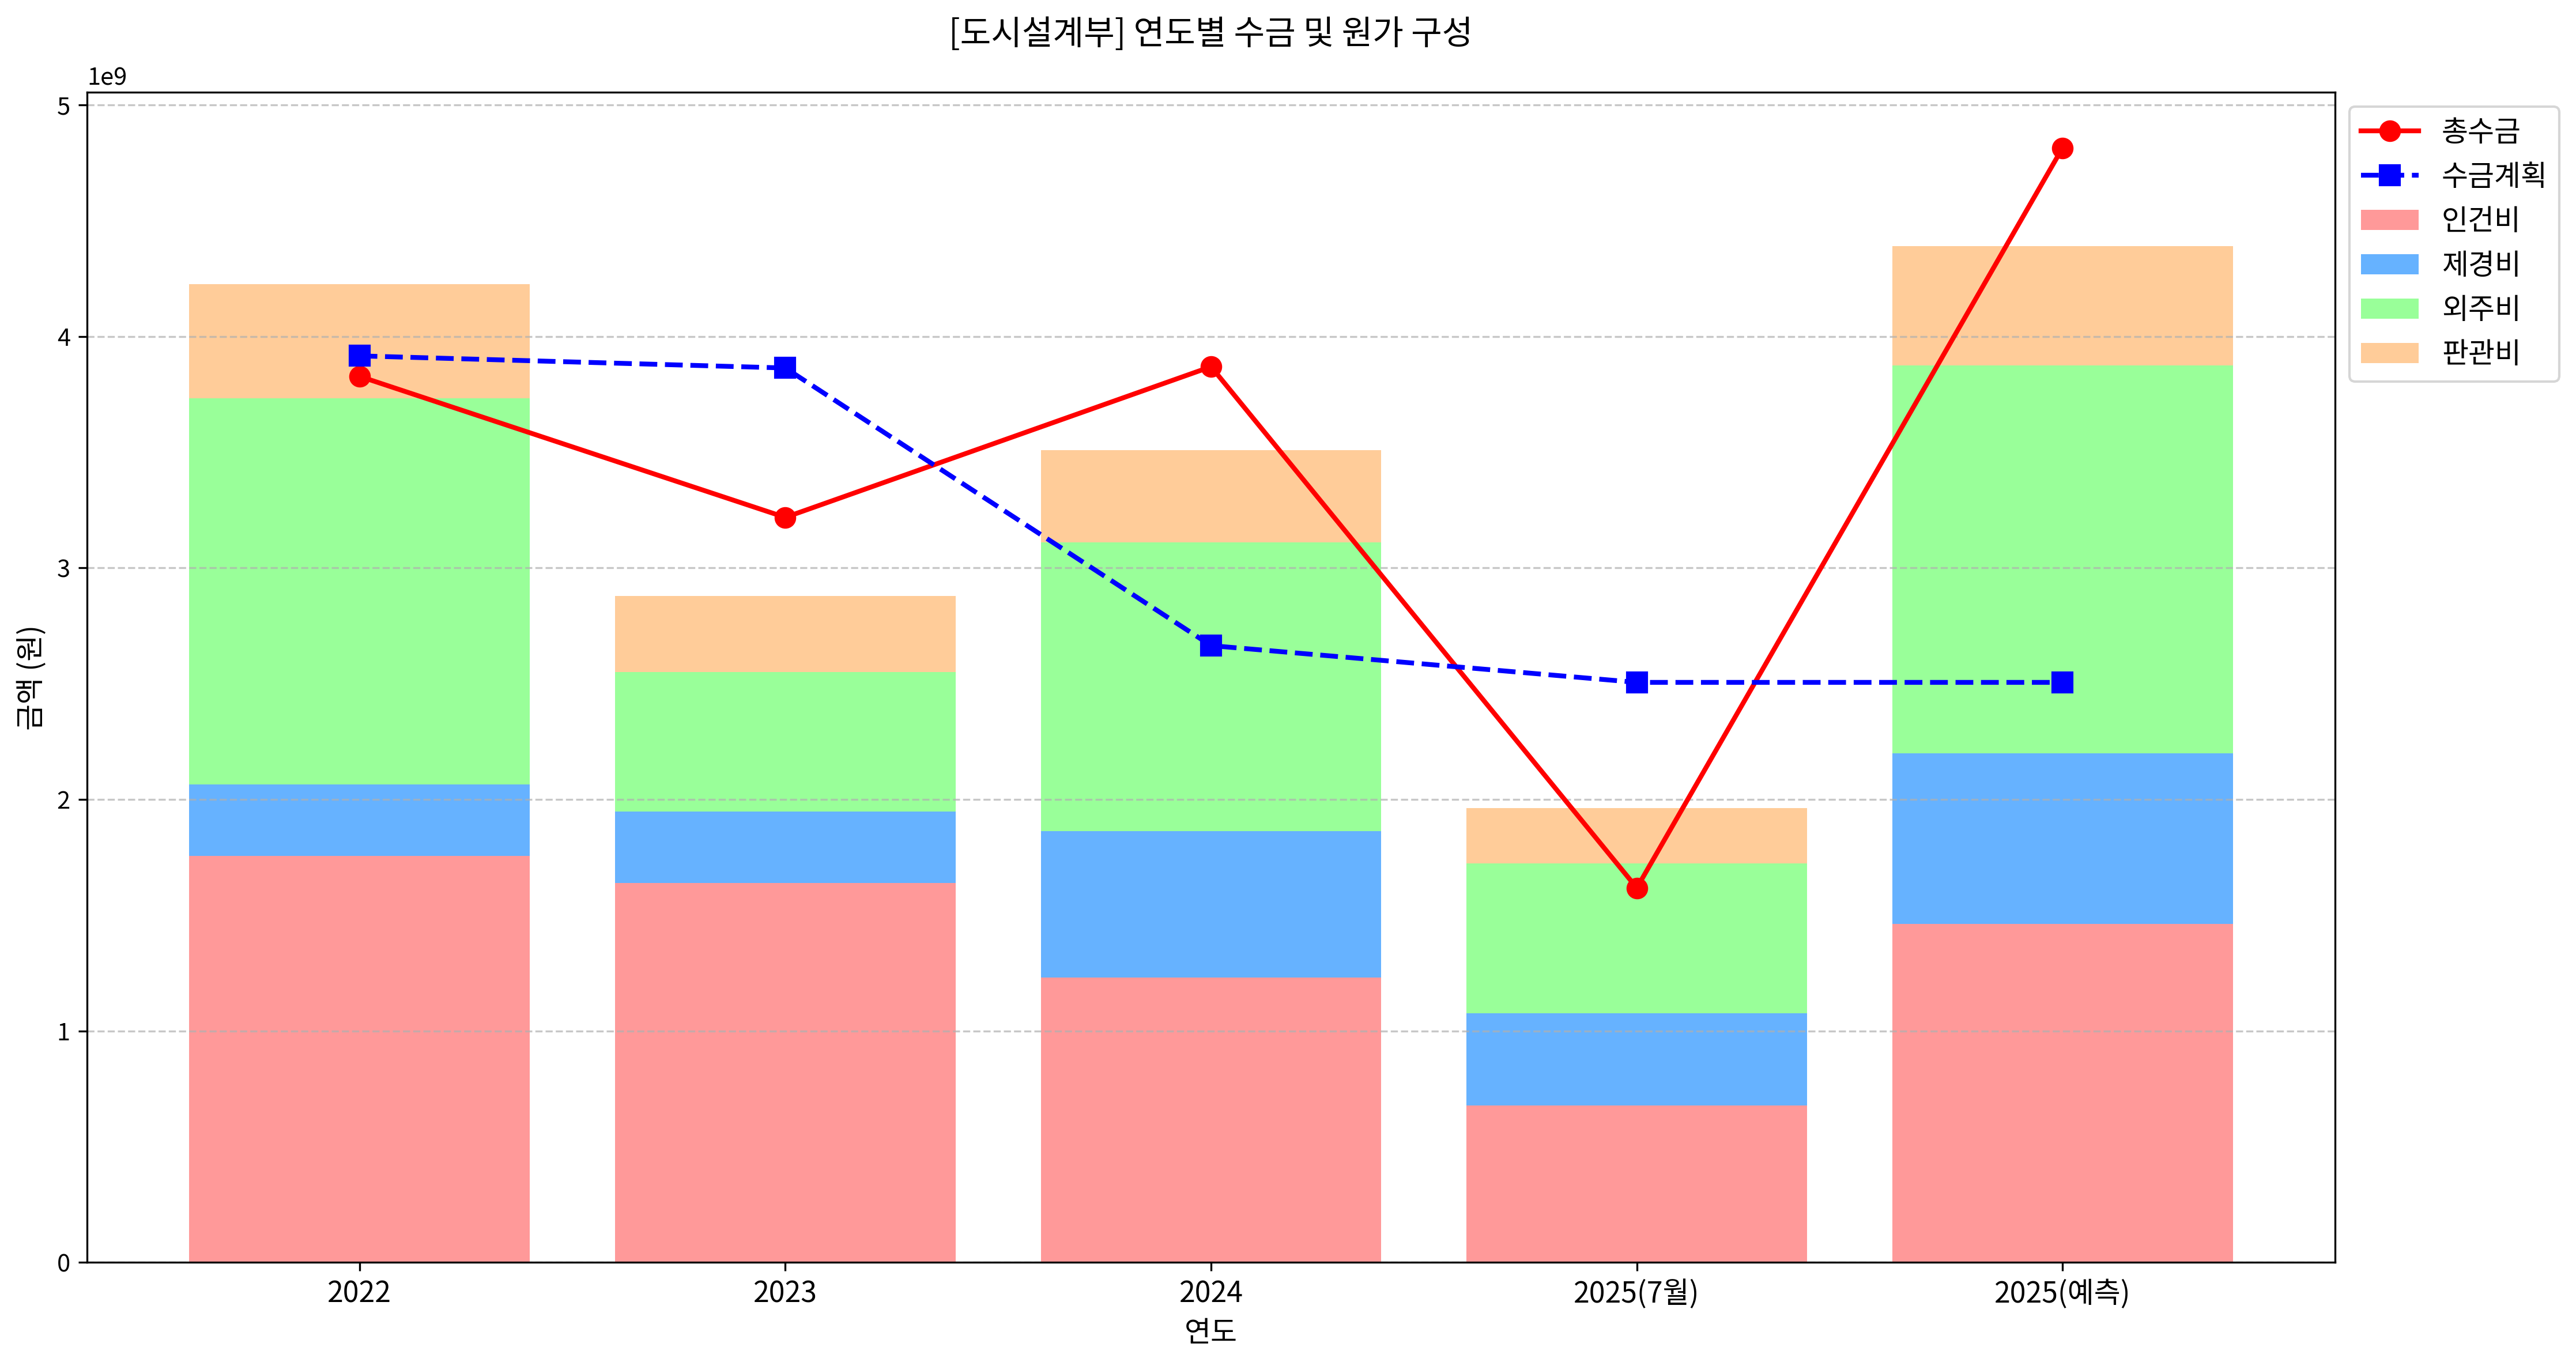 [도시설계부] 연도별 수금 및 원가 구성
1e9
5
4
3
2
1
0
금액 (원)
2022
2023
2024
2025(7월)
2025(예측)
연도
총수금
수금계획
인건비
제경비
외주비
판관비